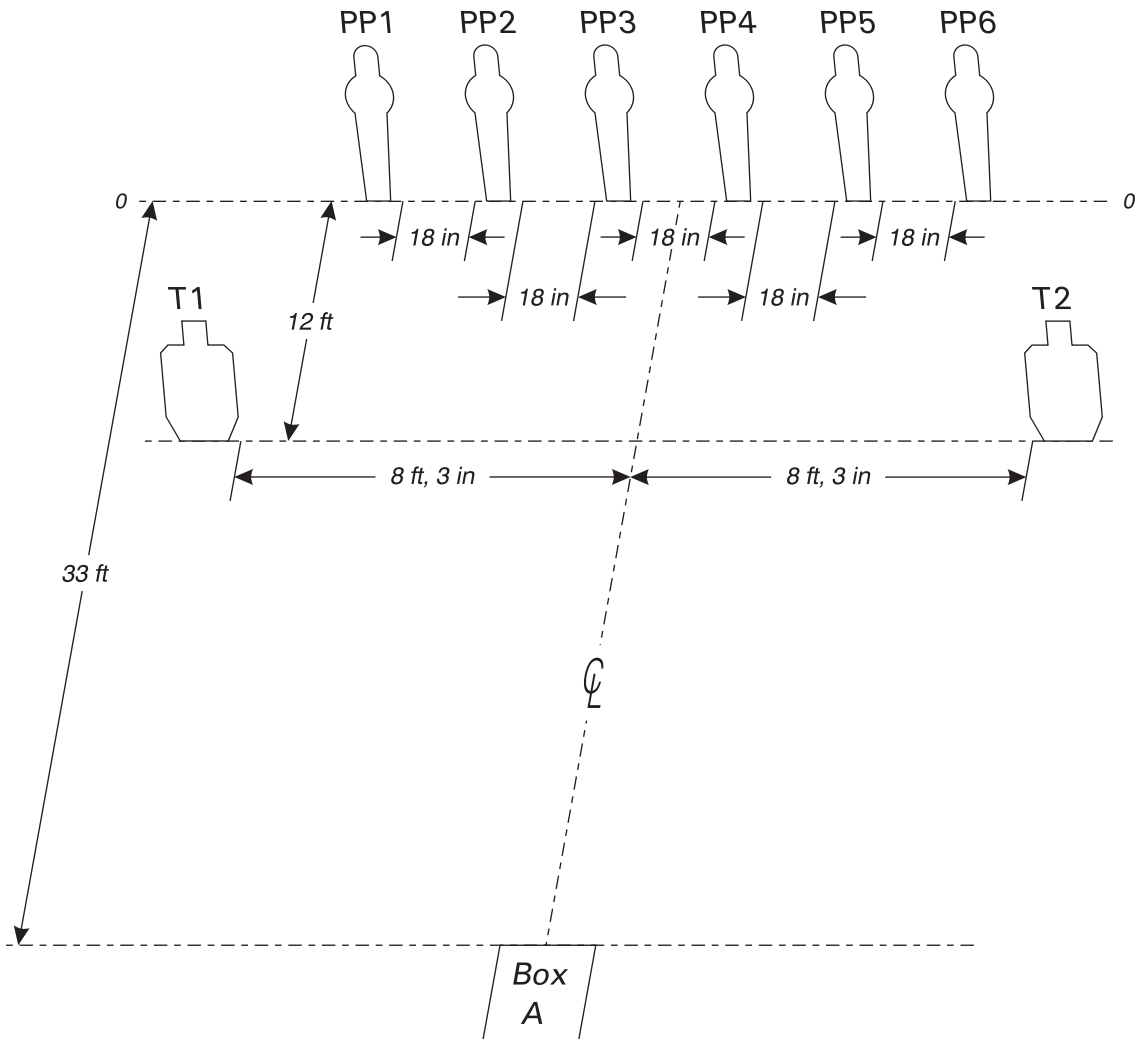 PP1 PP2 PP3 PP4 PP5 PP6
0 0
18 in 18 in 18 in
18 in 18 in
T1 T2
12 ft
8 ft, 3 in 8 ft, 3 in
33 ft
℄
Box
A